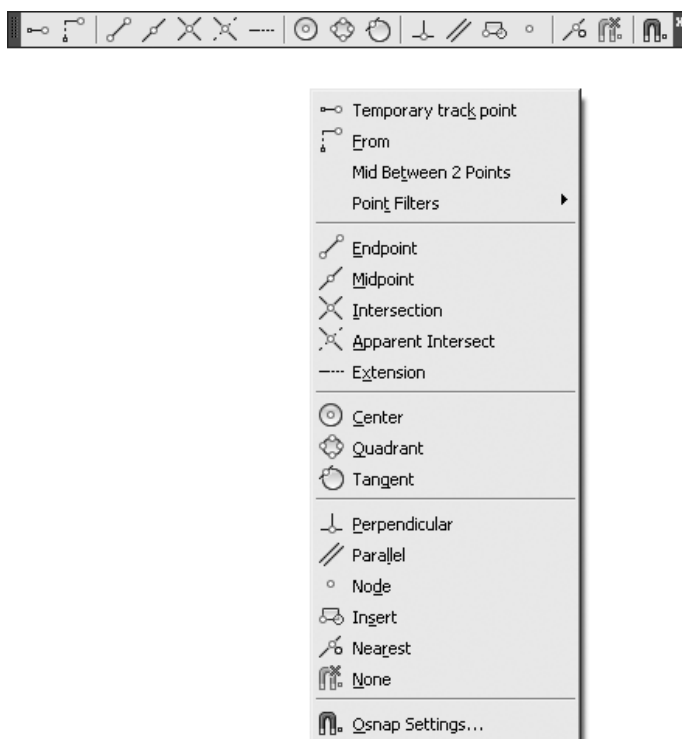 Temporary track point
From
Mid Between 2 Points
Point Filters
Endpoint
Midpoint
Intersection
Apparent Intersect
Extension
Center
Quadrant
Tangent
Perpendicular
Parallel
Node
Insert
Nearest
None
Osnap Settings...